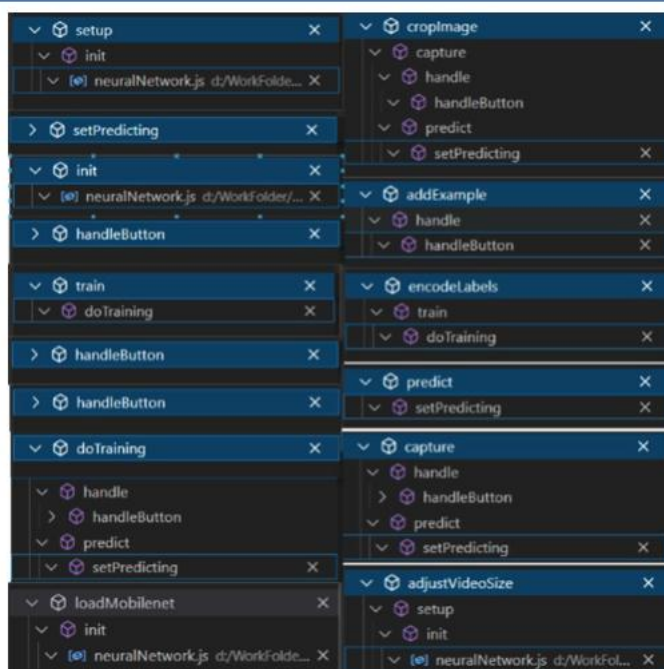 setup
init
neuralNetwork.js d:/WorkFolde...
setPredicting
init
neuralNetwork.js d:/WorkFolder/...
handleButton
train
doTraining
handleButton
handleButton
doTraining
handle
handleButton
predict
setPredicting
loadMobilenet
init
neuralNetwork.js d:/WorkFolde...
cropImage
capture
handle
handleButton
predict
setPredicting
addExample
handle
handleButton
encodeLabels
train
doTraining
predict
setPredicting
capture
handle
handleButton
predict
setPredicting
adjustVideoSize
setup
init
neuralNetwork.js d:/WorkFol...